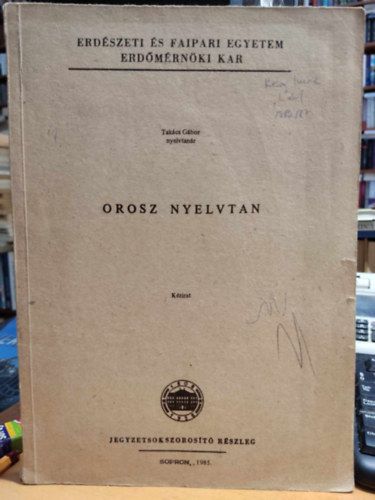 ERDÉSZETI ÉS FAIPARI EGYETEM
ERDŐMÉRNÖKI KAR
Takács Gábor
nyelvtanár
OROSZ NYELVTAN
Kézirat
JEGYZETSOKSZOROSÍTÓ RÉSZLEG
SOPRON, 1985.